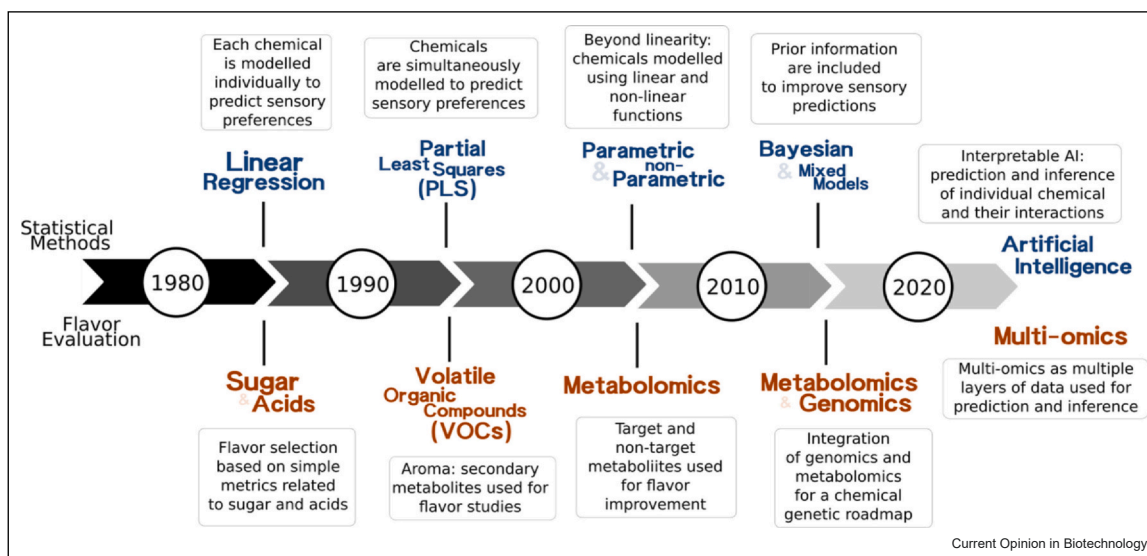 Each chemical
is modelled
individually to
predict sensory
preferences
Chemicals
are simultaneously
modelled to predict
sensory preferences
Beyond linearity:
chemicals modelled
using linear and
non-linear
functions
Prior information
are included
to improve sensory
predictions
Interpretable AI:
prediction and inference
of individual chemical
and their interactions
Linear
Regression
Partial
Least Squares
(PLS)
Parametric
& non-
Parametric
Bayesian
& Mixed
Models
Artificial
Intelligence
Statistical
Methods
1980
1990
2000
2010
2020
Flavor
Evaluation
Sugar
& Acids
Volatile
Organic
Compounds
(VOCs)
Metabolomics
Metabolomics
& Genomics
Multi-omics
Flavor selection
based on simple
metrics related
to sugar and acids
Aroma: secondary
metabolites used for
flavor studies
Target and
non-target
metaboliites used
for flavor
improvement
Integration
of genomics and
metabolomics
for a chemical
genetic roadmap
Multi-omics as multiple
layers of data used for
prediction and inference
Current Opinion in Biotechnology